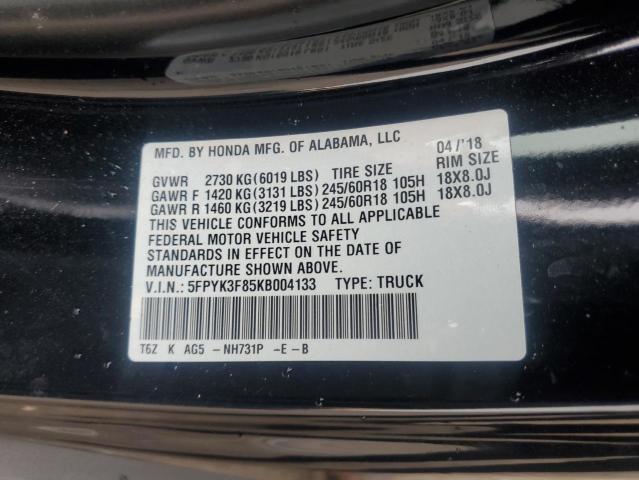 MFD. BY HONDA MFG. OF ALABAMA, LLC 04/'18
GVWR 2730 KG(6019 LBS) TIRE SIZE RIM SIZE
GAWR F 1420 KG(3131 LBS) 245/60R18 105H 18X8.0J
GAWR R 1460 KG(3219 LBS) 245/60R18 105H 18X8.0J
THIS VEHICLE CONFORMS TO ALL APPLICABLE
FEDERAL MOTOR VEHICLE SAFETY
STANDARDS IN EFFECT ON THE DATE OF
MANUFACTURE SHOWN ABOVE.
V.I.N.: 5FPYK3F85KB004133 TYPE: TRUCK
T6Z K AG5 -NH731P -E-B